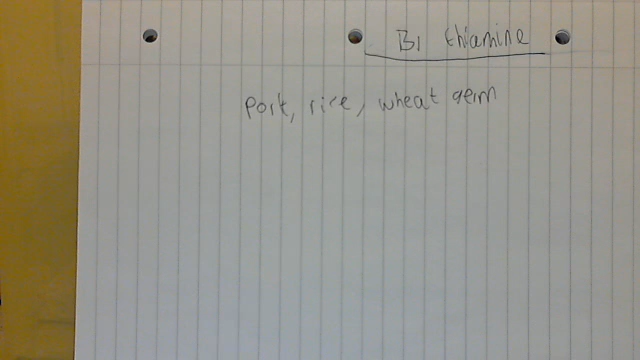 B1 thiamine
Pork, rice, wheat germ